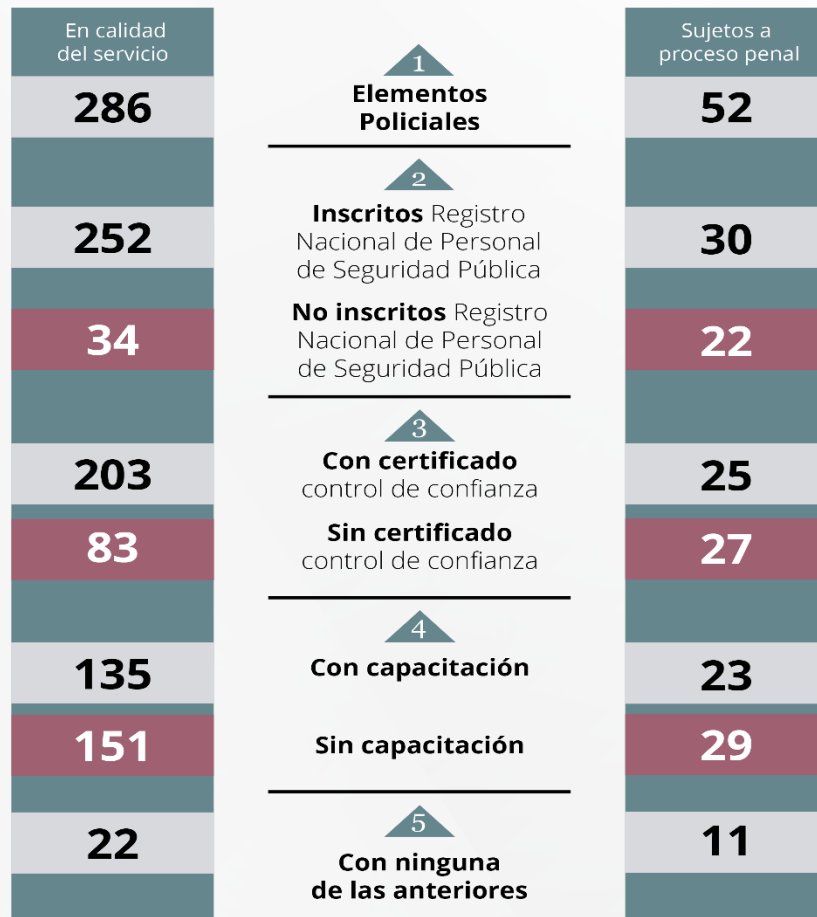 En calidad
del servicio
Sujetos a
proceso penal
1
286
Elementos
Policiales
52
2
252
Inscritos Registro
Nacional de Personal
de Seguridad Pública
30
34
No inscritos Registro
Nacional de Personal
de Seguridad Pública
22
3
203
Con certificado
control de confianza
25
83
Sin certificado
control de confianza
27
4
135
Con capacitación
23
151
Sin capacitación
29
5
22
Con ninguna
de las anteriores
11